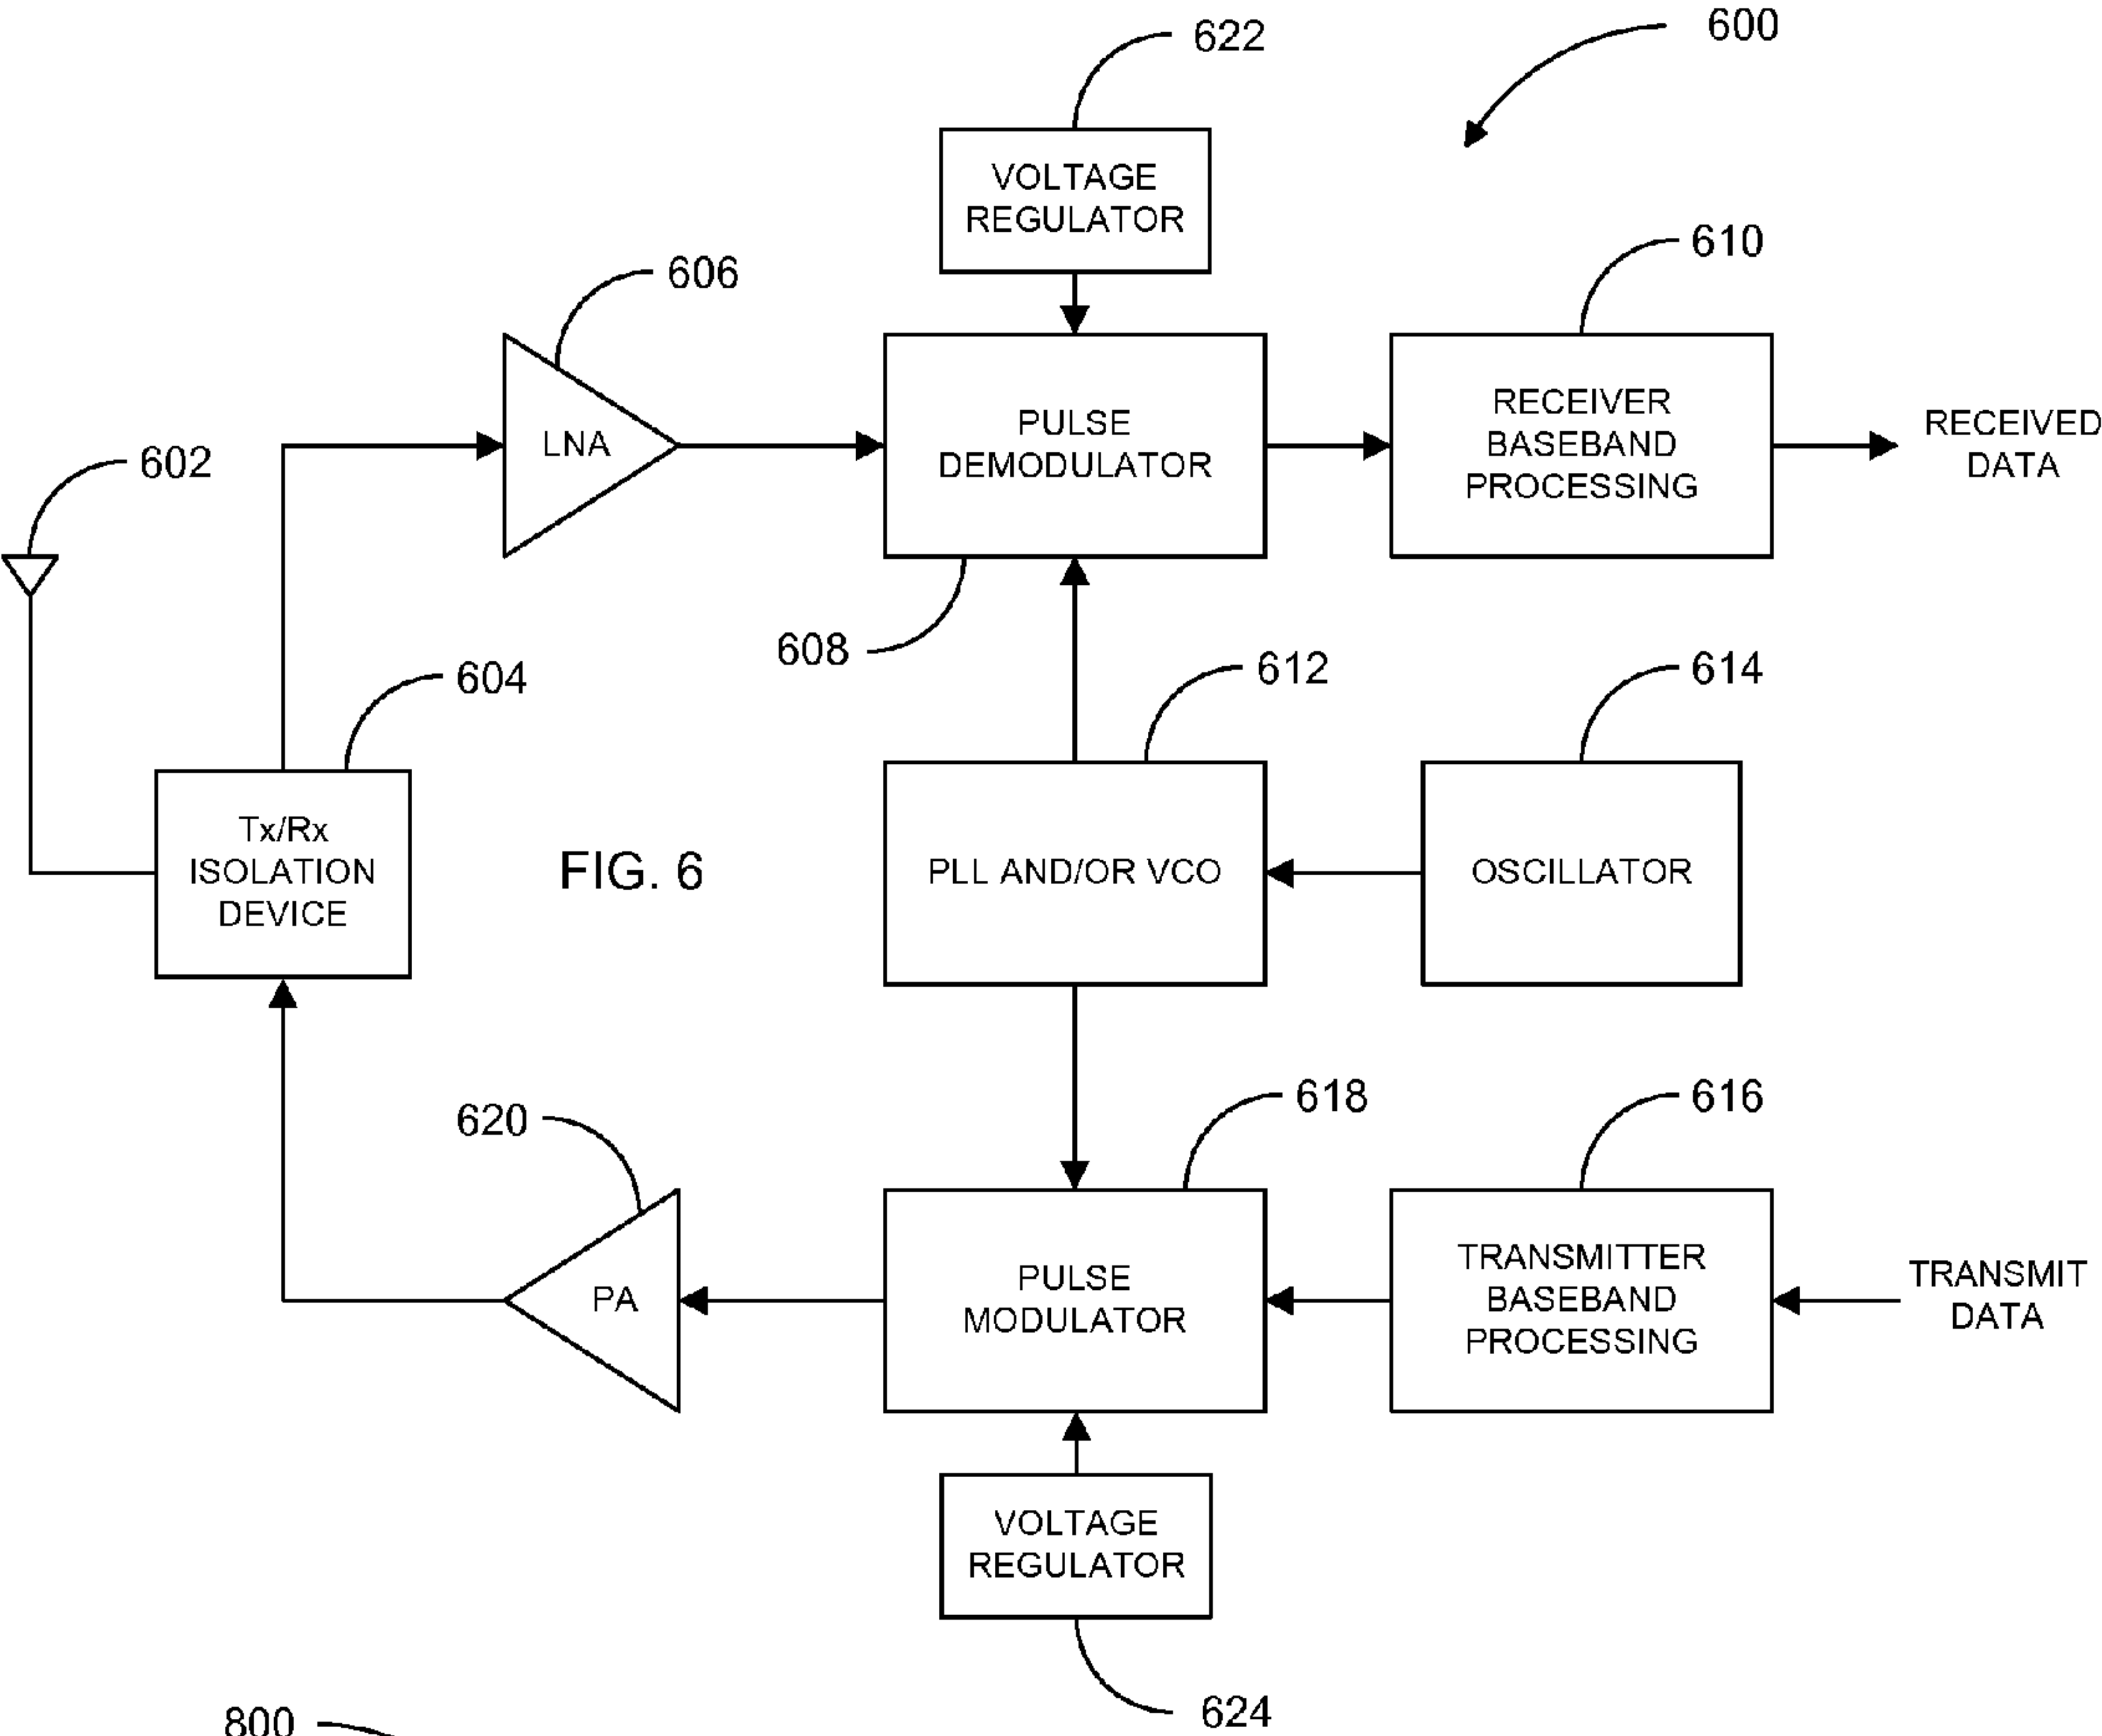 600
622
VOLTAGE
REGULATOR
610
606
RECEIVER
BASEBAND
PROCESSING
PULSE
DEMODULATOR
LNA
RECEIVED
DATA
602
608
612
614
604
Tx/Rx
ISOLATION
DEVICE
FIG. 6
PLL AND/OR VCO
OSCILLATOR
618
616
620
TRANSMITTER
BASEBAND
PROCESSING
PULSE
MODULATOR
PA
TRANSMIT
DATA
VOLTAGE
REGULATOR
624
800